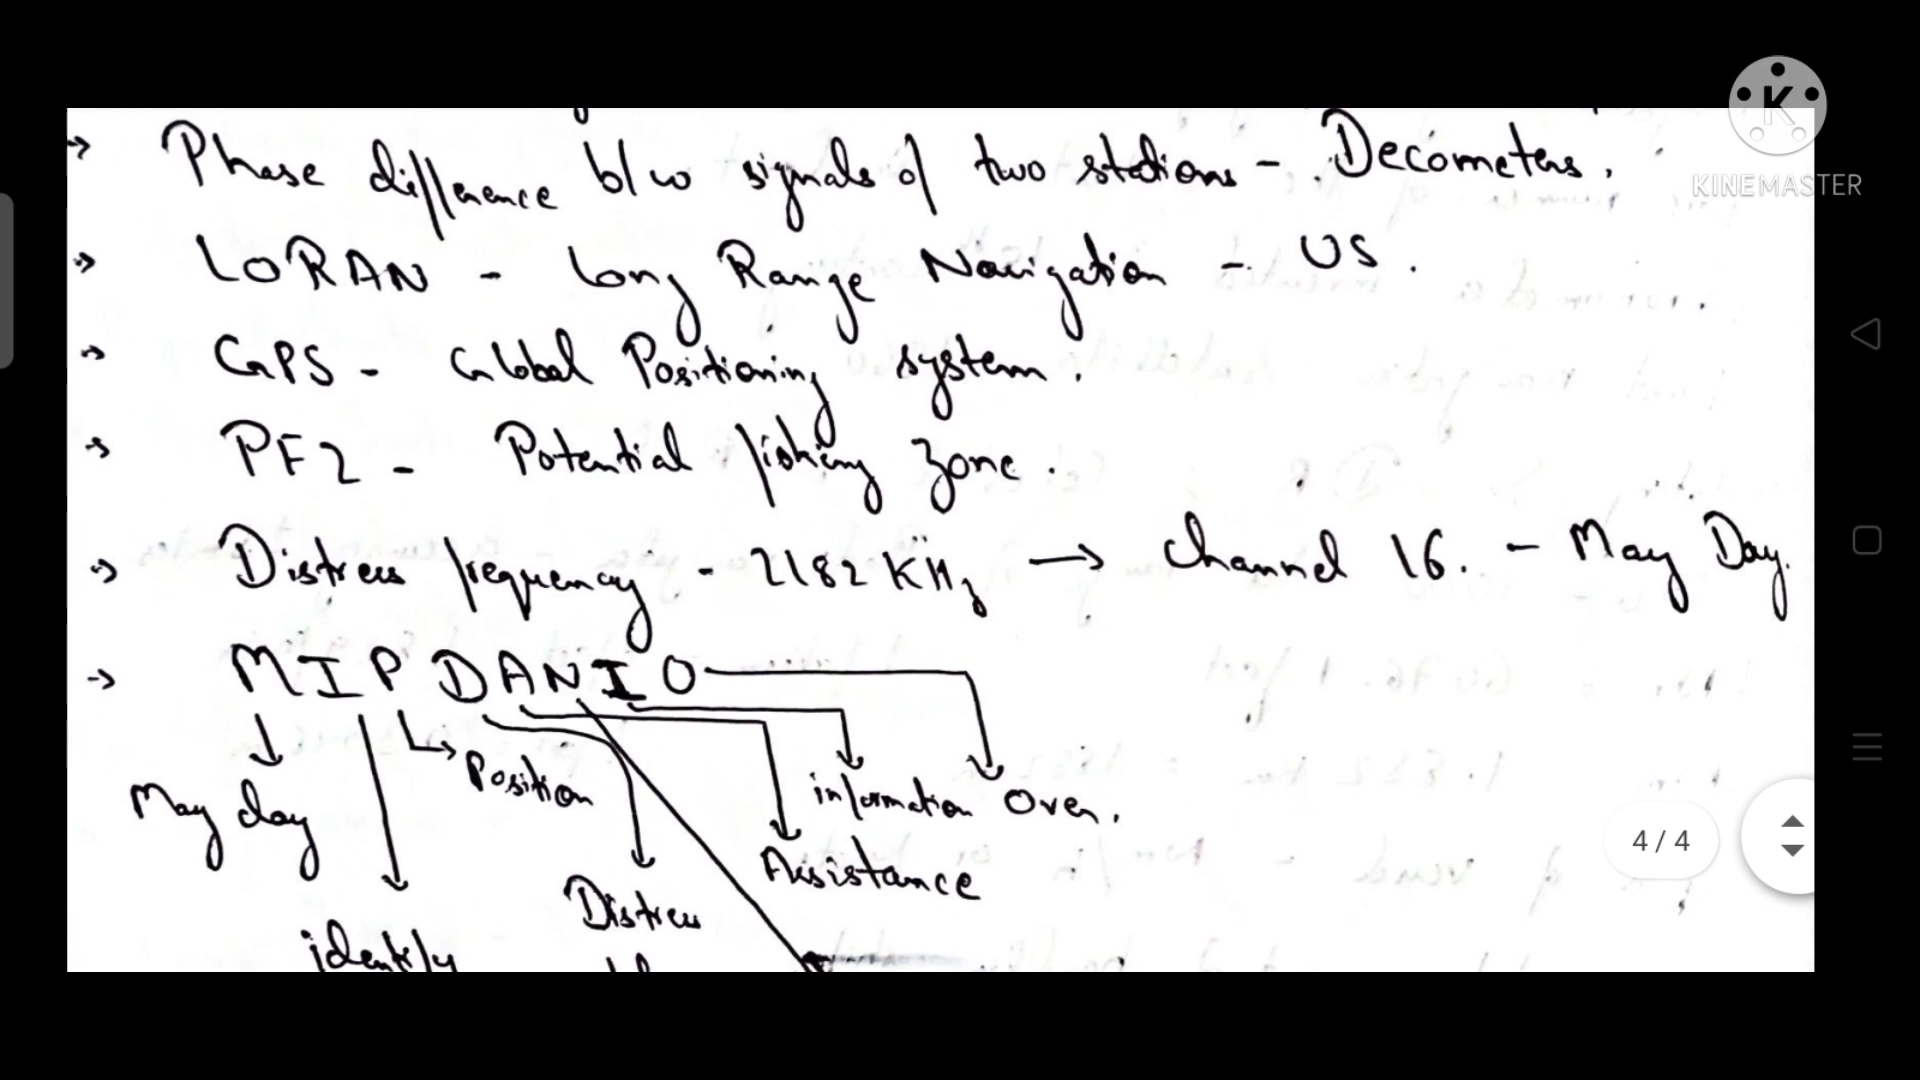 → Phase difference b/w signals of two stations - Decometers.
→ LORAN - Long Range Navigation - US.
→ GPS - Global Positioning system.
→ PFZ - Potential fishing zone.
→ Distress frequency - 2182 KHz → Channel 16. - May Day.
→ MIPDANIO
Position
May day
information Over.
Assistance
Distress
identify
KINEMASTER
4 / 4